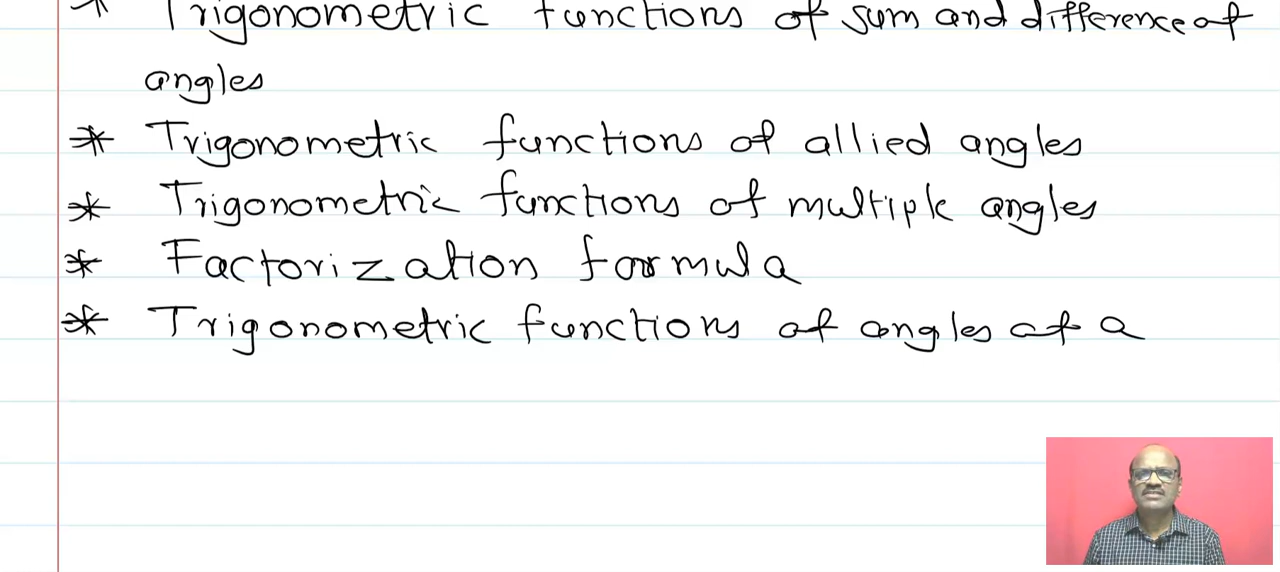 * Trigonometric functions of sum and difference of
angles
* Trigonometric functions of allied angles
* Trigonometric functions of multiple angles
* Factorization formula
* Trigonometric functions of angles of a